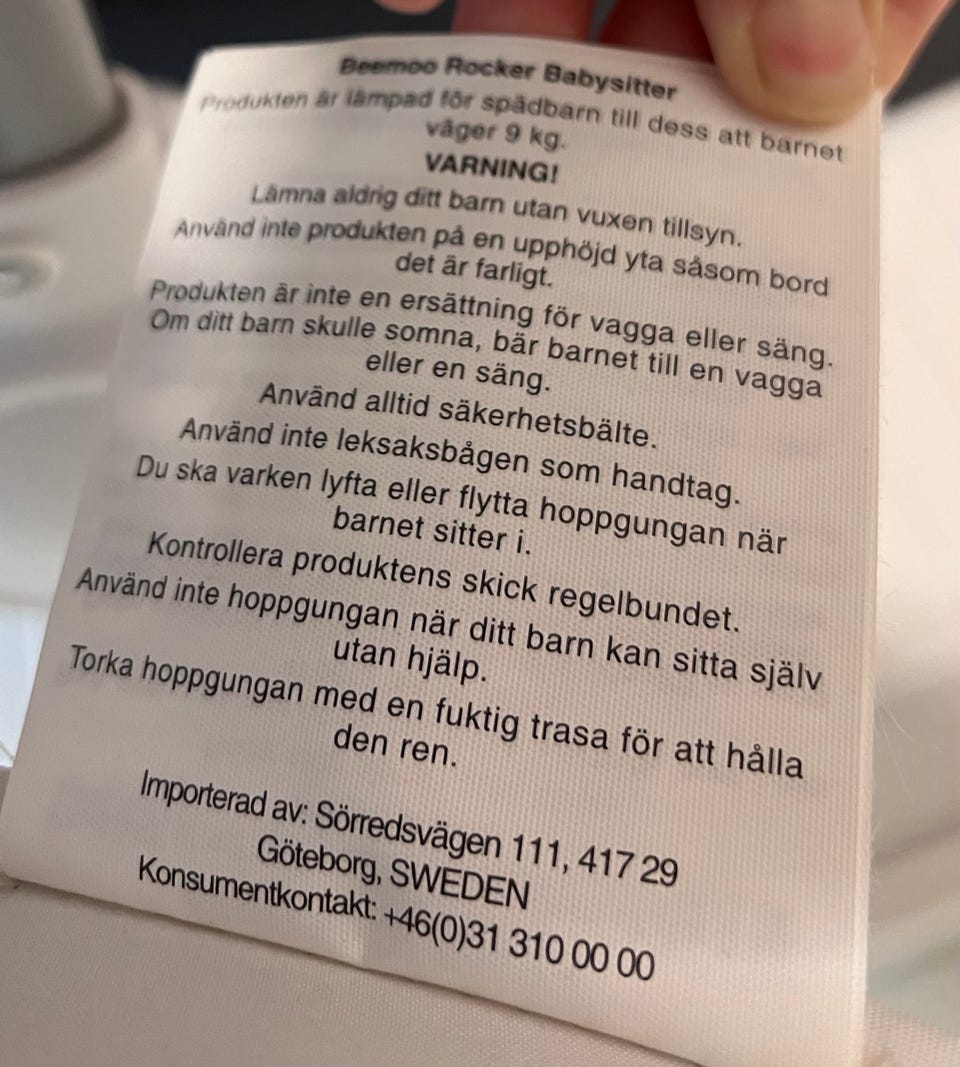 Beemoo Rocker Babysitter
Produkten är lämpad för spädbarn till dess att barnet
väger 9 kg.
VARNING!
Lämna aldrig ditt barn utan vuxen tillsyn.
Använd inte produkten på en upphöjd yta såsom bord
det är farligt.
Produkten är inte en ersättning för vagga eller säng.
Om ditt barn skulle somna, bär barnet till en vagga
eller en säng.
Använd alltid säkerhetsbälte.
Använd inte leksaksbågen som handtag.
Du ska varken lyfta eller flytta hoppgungan när
barnet sitter i.
Kontrollera produktens skick regelbundet.
Använd inte hoppgungan när ditt barn kan sitta själv
utan hjälp.
Torka hoppgungan med en fuktig trasa för att hålla
den ren.
Importerad av: Sörredsvägen 111, 417 29
Göteborg, SWEDEN
Konsumentkontakt: +46(0)31 310 00 00